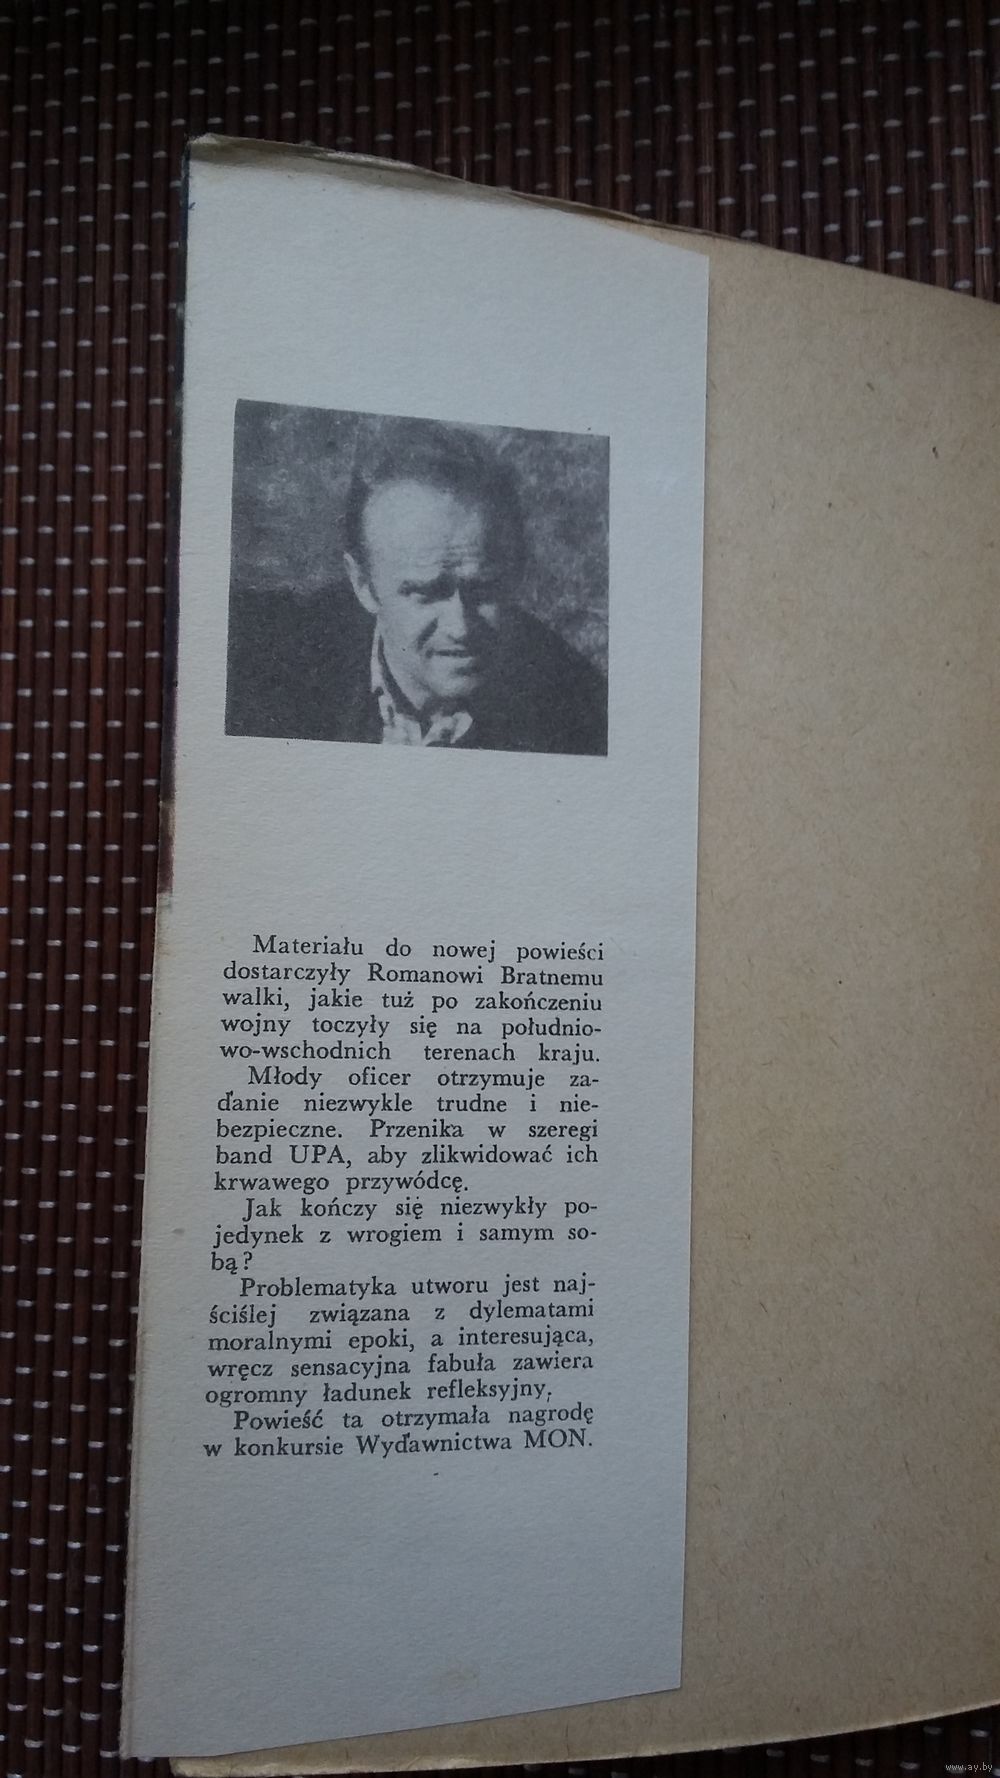 Materiału do nowej powieści
dostarczyły Romanowi Bratnemu
walki, jakie tuż po zakończeniu
wojny toczyły się na południo-
wo-wschodnich terenach kraju.
Młody oficer otrzymuje za-
danie niezwykle trudne i nie-
bezpieczne. Przenika w szeregi
band UPA, aby zlikwidować ich
krwawego przywódcę.
Jak kończy się niezwykły po-
jedynek z wrogiem i samym so-
bą?
Problematyka utworu jest naj-
ściślej związana z dylematami
moralnymi epoki, a interesująca,
wręcz sensacyjna fabuła zawiera
ogromny ładunek refleksyjny.
Powieść ta otrzymała nagrodę
w konkursie Wydawnictwa MON.
www.ay.by